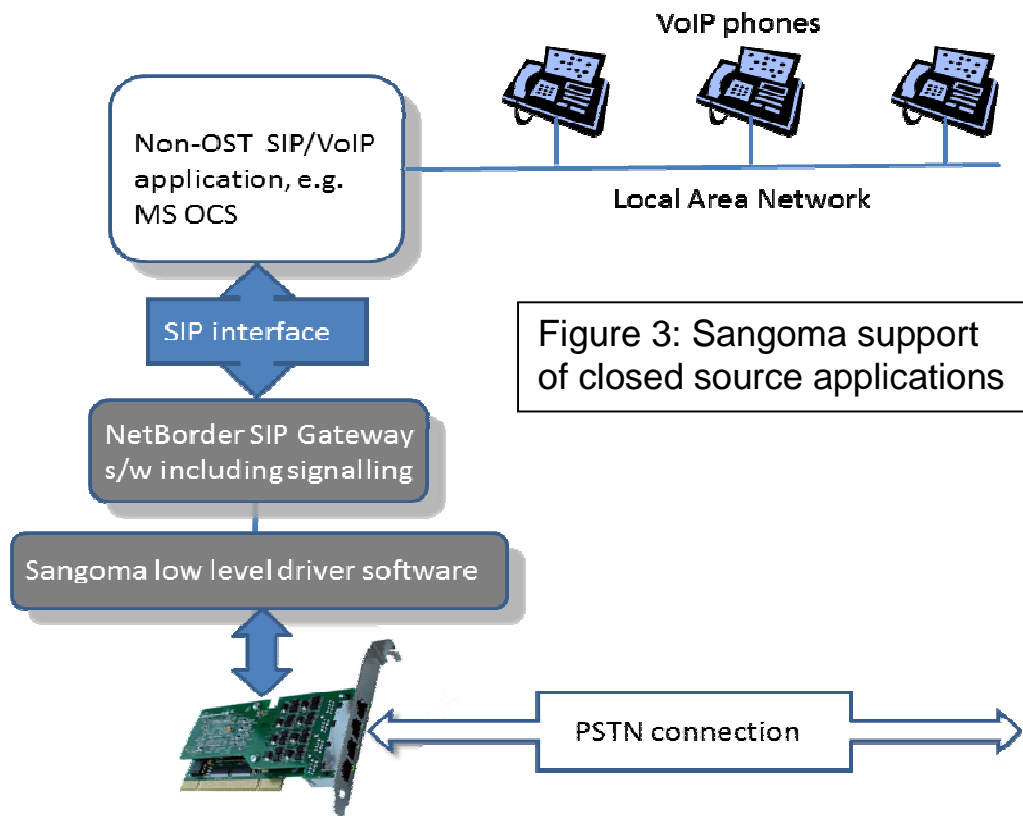 VoIP phones
Non-OST SIP/VoIP
application, e.g.
MS OCS
Local Area Network
SIP interface
Figure 3: Sangoma support
of closed source applications
NetBorder SIP Gateway
s/w including signalling
Sangoma low level driver software
PSTN connection